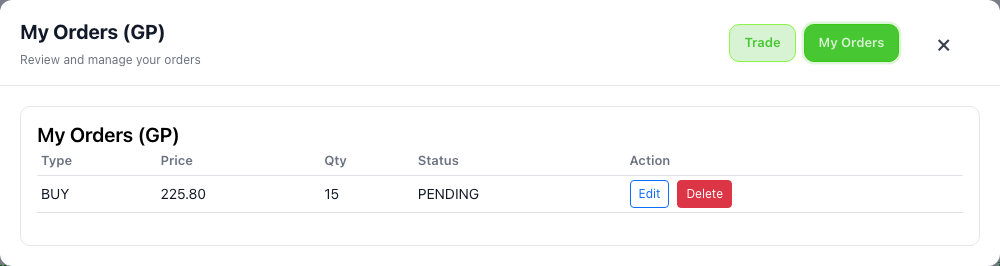 My Orders (GP)
Review and manage your orders
Trade
My Orders
×
My Orders (GP)
Type Price Qty Status Action
BUY 225.80 15 PENDING Edit Delete